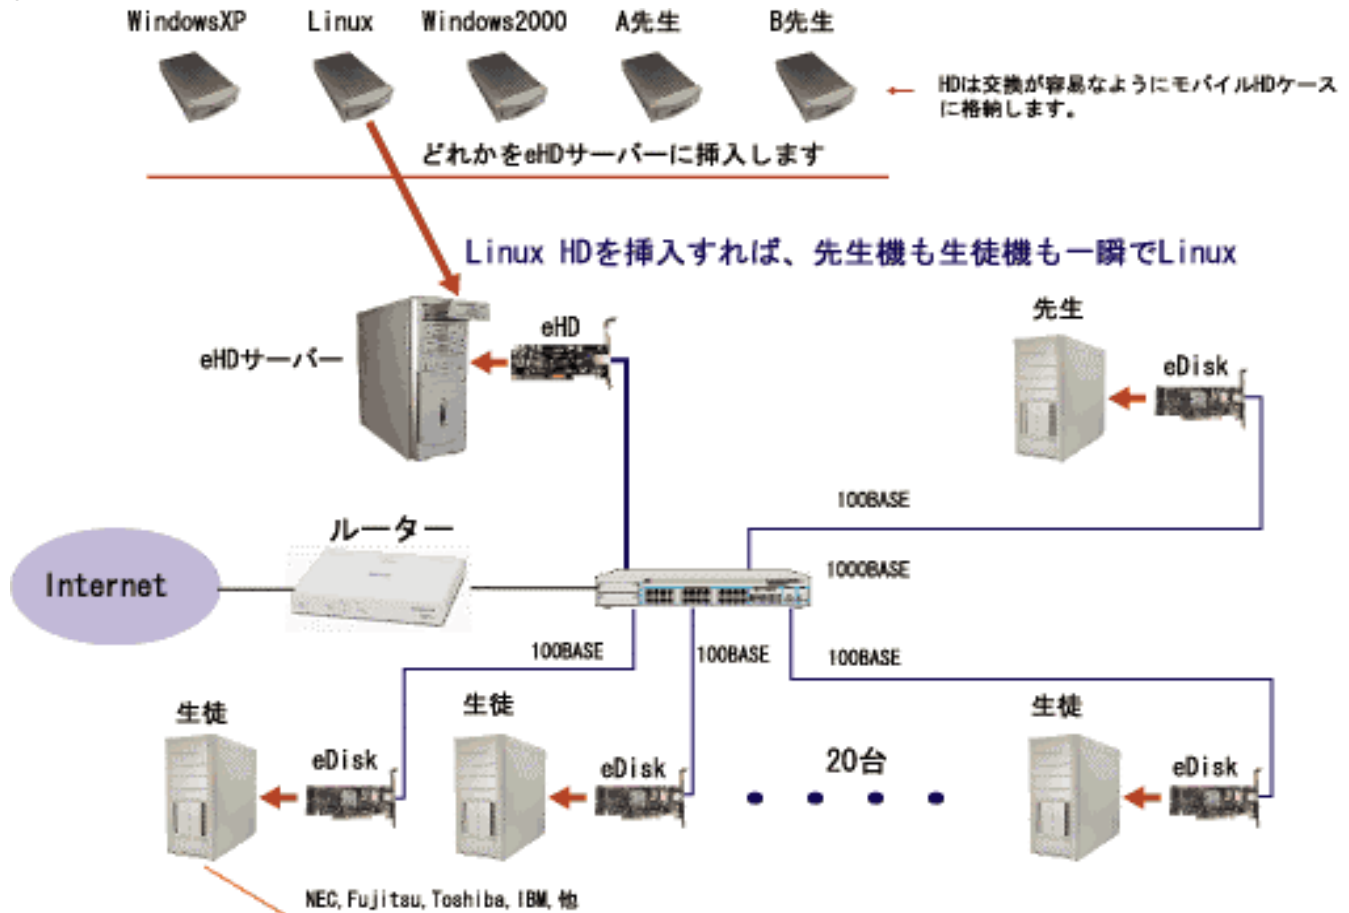 WindowsXP
Linux
Windows2000
A先生
B先生
HDは交換が容易なようにモバイルHDケース
に格納します。
どれかをeHDサーバーに挿入します
Linux HDを挿入すれば、先生機も生徒機も一瞬でLinux
eHD
先生
eHDサーバー
eDisk
100BASE
ルーター
1000BASE
Internet
100BASE
100BASE
100BASE
生徒
生徒
生徒
eDisk
eDisk
20台
eDisk
NEC,Fujitsu,Toshiba,IBM,他